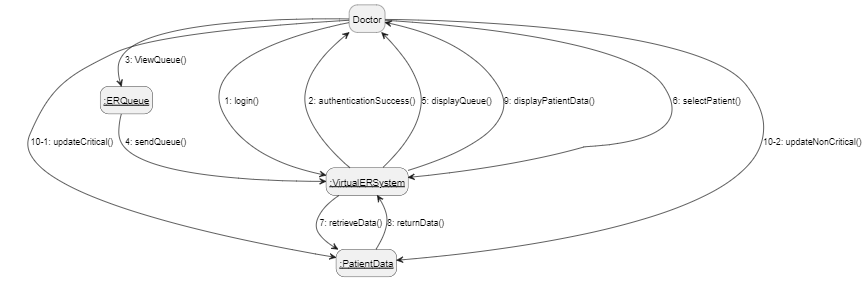 Doctor
3: ViewQueue()
:ERQueue
1: login()
2: authenticationSuccess()
5: displayQueue()
9: displayPatientData()
6: selectPatient()
10-1: updateCritical()
4: sendQueue()
10-2: updateNonCritical()
:VirtualERSystem
7: retrieveData()
8: returnData()
:PatientData